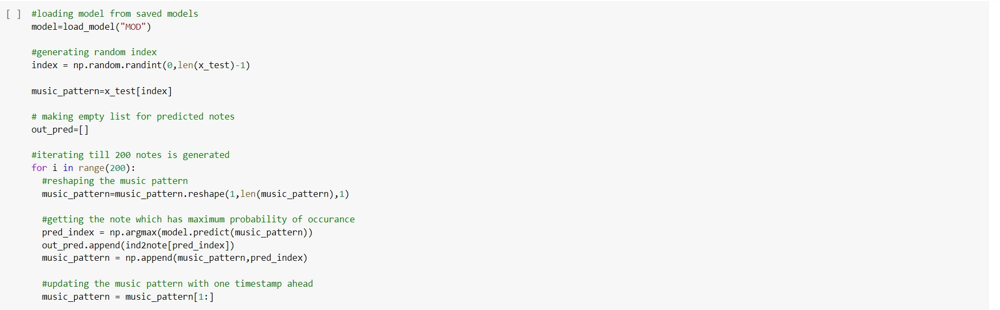 [ ] #loading model from saved models
model=load_model("MOD")
#generating random index
index = np.random.randint(0,len(x_test)-1)
music_pattern=x_test[index]
# making empty list for predicted notes
out_pred=[]
#iterating till 200 notes is generated
for i in range(200):
#reshaping the music pattern
music_pattern=music_pattern.reshape(1,len(music_pattern),1)
#getting the note which has maximum probability of occurance
pred_index = np.argmax(model.predict(music_pattern))
out_pred.append(ind2note[pred_index])
music_pattern = np.append(music_pattern,pred_index)
#updating the music pattern with one timestamp ahead
music_pattern = music_pattern[1:]